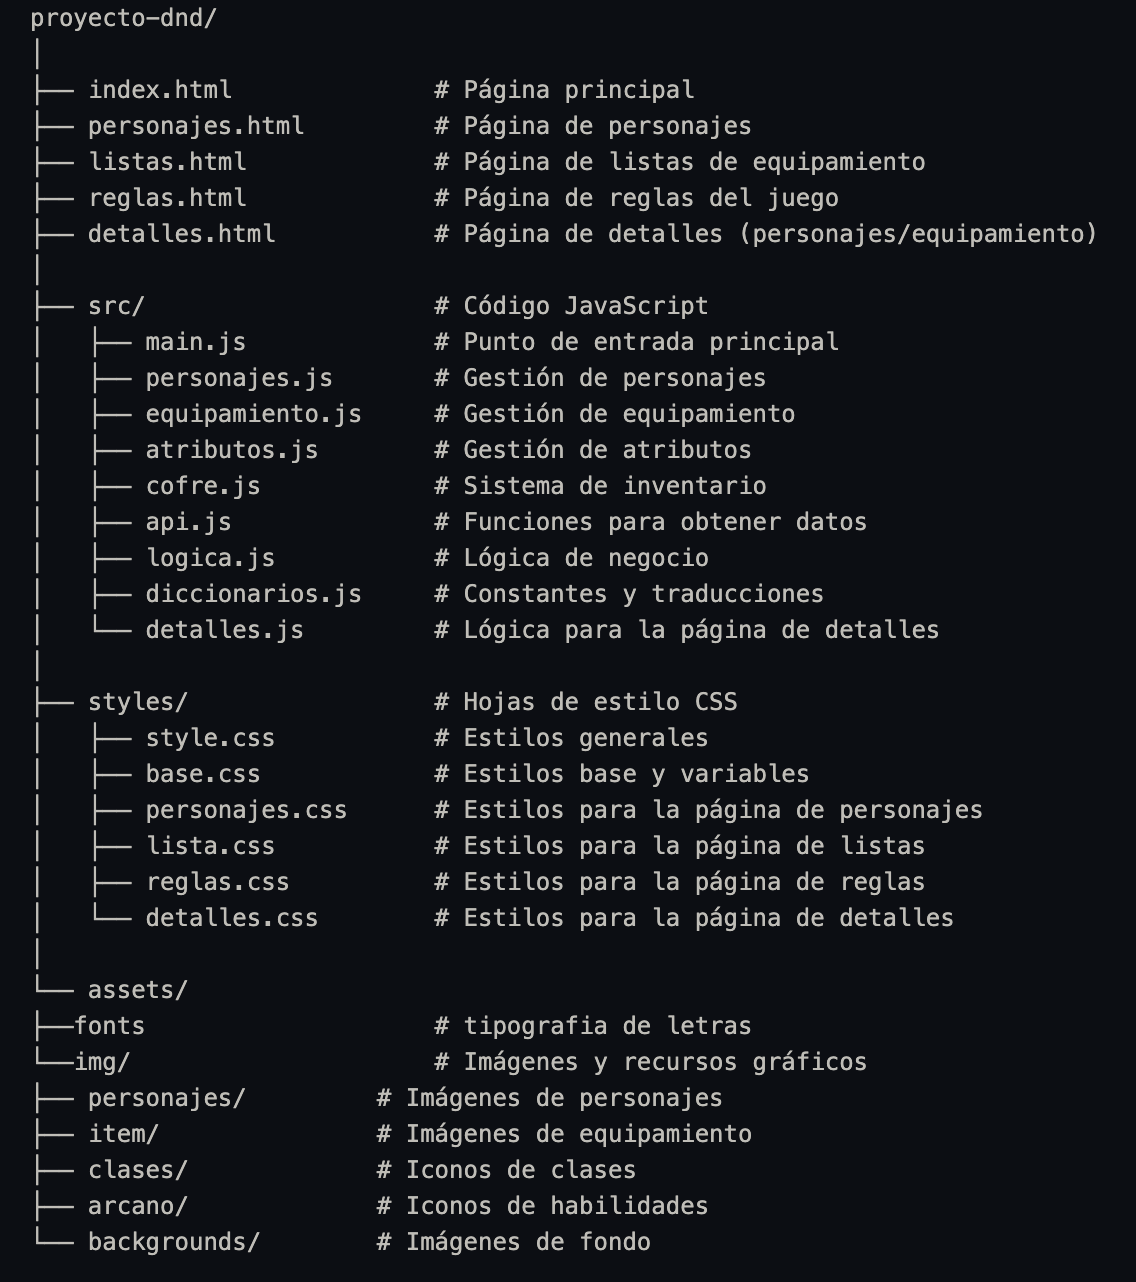 proyecto-dnd/
│
├── index.html              # Página principal
├── personajes.html         # Página de personajes
├── listas.html             # Página de listas de equipamiento
├── reglas.html             # Página de reglas del juego
├── detalles.html           # Página de detalles (personajes/equipamiento)
│
├── src/                    # Código JavaScript
│   ├── main.js             # Punto de entrada principal
│   ├── personajes.js       # Gestión de personajes
│   ├── equipamiento.js     # Gestión de equipamiento
│   ├── atributos.js        # Gestión de atributos
│   ├── cofre.js            # Sistema de inventario
│   ├── api.js              # Funciones para obtener datos
│   ├── logica.js           # Lógica de negocio
│   ├── diccionarios.js     # Constantes y traducciones
│   └── detalles.js         # Lógica para la página de detalles
│
├── styles/                 # Hojas de estilo CSS
│   ├── style.css           # Estilos generales
│   ├── base.css            # Estilos base y variables
│   ├── personajes.css      # Estilos para la página de personajes
│   ├── lista.css           # Estilos para la página de listas
│   ├── reglas.css          # Estilos para la página de reglas
│   └── detalles.css        # Estilos para la página de detalles
│
└── assets/
├──fonts                    # tipografia de letras
└──img/                     # Imágenes y recursos gráficos
├── personajes/         # Imágenes de personajes
├── item/               # Imágenes de equipamiento
├── clases/             # Iconos de clases
├── arcano/             # Iconos de habilidades
└── backgrounds/        # Imágenes de fondo